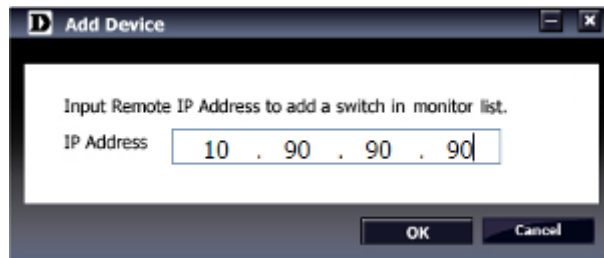 D Add Device
Input Remote IP Address to add a switch in monitor list.
IP Address 10 . 90 . 90 . 90
OK Cancel